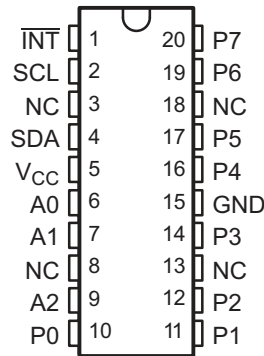 INT 1 20 P7
SCL 2 19 P6
NC 3 18 NC
SDA 4 17 P5
VCC 5 16 P4
A0 6 15 GND
A1 7 14 P3
NC 8 13 NC
A2 9 12 P2
P0 10 11 P1